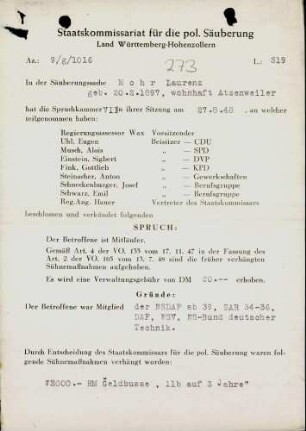 Staatskommissariat für die pol. Säuberung
Land Württemberg-Hohenzollern
Az.: 9/g/1016
273
L.: 819
In der Säuberungssache Mohr Laurenz
geb. 20.2.1897, wohnhaft Atzenweiler
hat die Spruchkammer VII in ihrer Sitzung am 27.8.48, an welcher
teilgenommen haben:
Regierungsassessor Wax Vorsitzender
Uhl, Eugen Beisitzer — CDU
Musch, Alois „ — SPD
Einstein, Sigbert „ — DVP
Fink, Gottlieb „ — KPD
Steinacher, Anton „ — Gewerkschaften
Schneckenburger, Josef „ — Berufsgruppe
Schwarz, Emil „ — Berufsgruppe
Reg.Ang. Hauer Vertreter des Staatskommissars
beschlossen und verkündet folgenden
SPRUCH:
Der Betroffene ist Mitläufer.
Gemäß Art. 4 der VO. 133 vom 17. 11. 47 in der Fassung des
Art. 2 der VO. 165 vom 13. 7. 48 sind die früher verhängten
Sühnemaßnahmen aufgehoben.
Es wird eine Verwaltungsgebühr von DM 20.-- erhoben.
Gründe:
Der Betroffene war Mitglied der NSDAP ab 38, SAR 34-36,
DAF, NSV, NS-Bund deutscher
Technik.
Durch Entscheidung des Staatskommissars für die pol. Säuberung waren fol-
gende Sühnemaßnahmen verhängt worden:
"2000.- RM Geldbusse, 11b auf 2 Jahre"